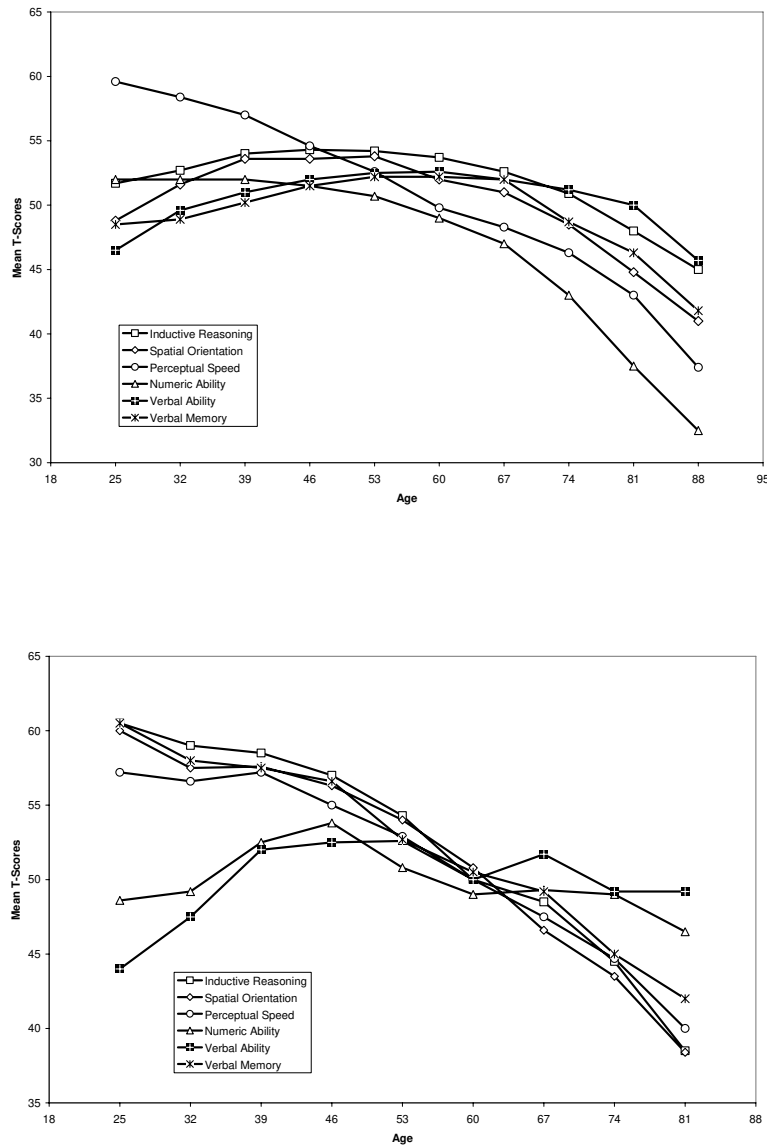 65
60
55
50
45
40
35
30
Mean T-Scores
Inductive Reasoning
Spatial Orientation
Perceptual Speed
Numeric Ability
Verbal Ability
Verbal Memory
18 25 32 39 46 53 60 67 74 81 88 95
Age
65
60
55
50
45
40
35
Mean T-Scores
Inductive Reasoning
Spatial Orientation
Perceptual Speed
Numeric Ability
Verbal Ability
Verbal Memory
18 25 32 39 46 53 60 67 74 81 88
Age